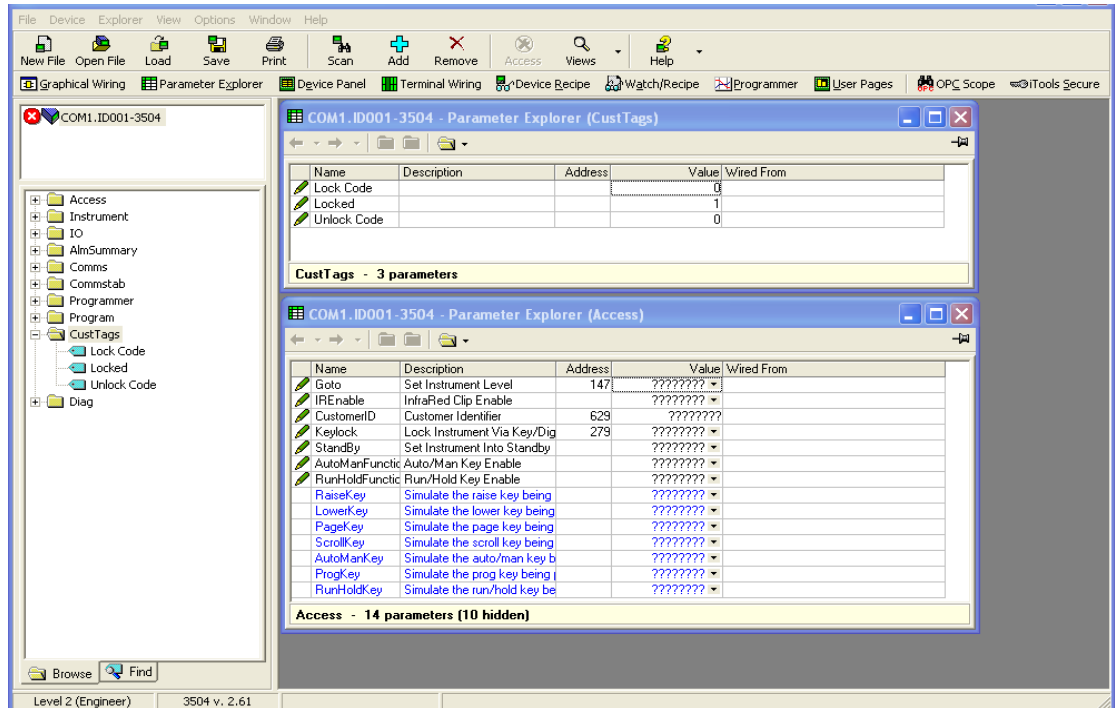 File Device Explorer View Options Window Help
New File Open File Load Save Print Scan Add Remove Access Views Help
Graphical Wiring Parameter Explorer Device Panel Terminal Wiring Device Recipe Watch/Recipe Programmer User Pages OPC Scope iTools Secure
COM1.ID001-3504
Access
Instrument
IO
AlmSummary
Comms
Commstab
Programmer
Program
CustTags
Lock Code
Locked
Unlock Code
Diag
Browse Find
COM1.ID001-3504 - Parameter Explorer (CustTags)
Name Description Address Value Wired From
Lock Code 0
Locked 1
Unlock Code 0
CustTags - 3 parameters
COM1.ID001-3504 - Parameter Explorer (Access)
Name Description Address Value Wired From
Goto Set Instrument Level 147 ????????
IREnable InfraRed Clip Enable ????????
CustomerID Customer Identifier 629 ????????
Keylock Lock Instrument Via Key/Dig 279 ????????
StandBy Set Instrument Into Standby ????????
AutoManFunctic Auto/Man Key Enable ????????
RunHoldFunctic Run/Hold Key Enable ????????
RaiseKey Simulate the raise key being ????????
LowerKey Simulate the lower key being ????????
PageKey Simulate the page key being ????????
ScrollKey Simulate the scroll key being ????????
AutoManKey Simulate the auto/man key b ????????
ProgKey Simulate the prog key being ????????
RunHoldKey Simulate the run/hold key be ????????
Access - 14 parameters (10 hidden)
Level 2 (Engineer) 3504 v. 2.61